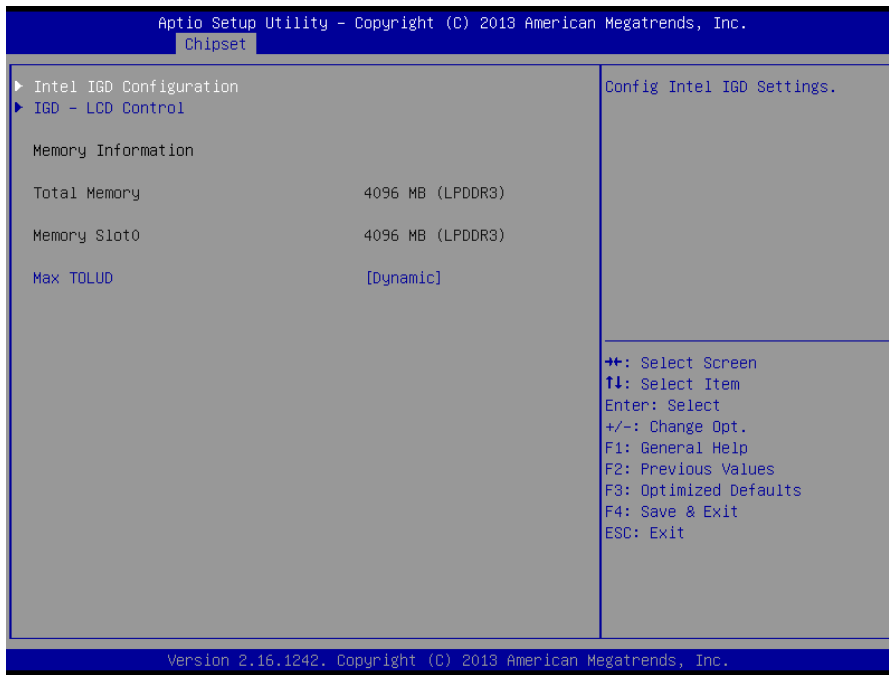 Aptio Setup Utility – Copyright (C) 2013 American Megatrends, Inc.
Chipset
Intel IGD Configuration
IGD – LCD Control
Memory Information
Total Memory 4096 MB (LPDDR3)
Memory Slot0 4096 MB (LPDDR3)
Max TOLUD [Dynamic]
Config Intel IGD Settings.
→←: Select Screen
↑↓: Select Item
Enter: Select
+/-: Change Opt.
F1: General Help
F2: Previous Values
F3: Optimized Defaults
F4: Save & Exit
ESC: Exit
Version 2.16.1242. Copyright (C) 2013 American Megatrends, Inc.